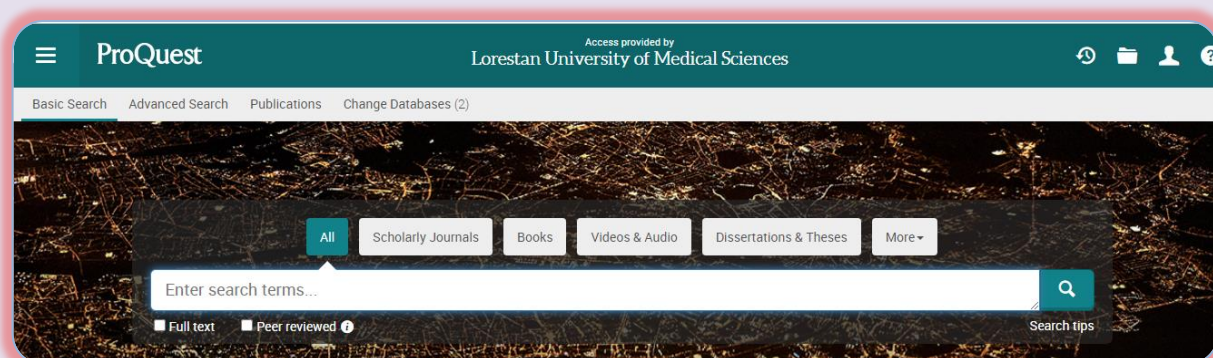 ProQuest
Access provided by
Lorestan University of Medical Sciences
?
Basic Search Advanced Search Publications Change Databases (2)
All Scholarly Journals Books Videos & Audio Dissertations & Theses More
Enter search terms...
Full text Peer reviewed i
Search tips